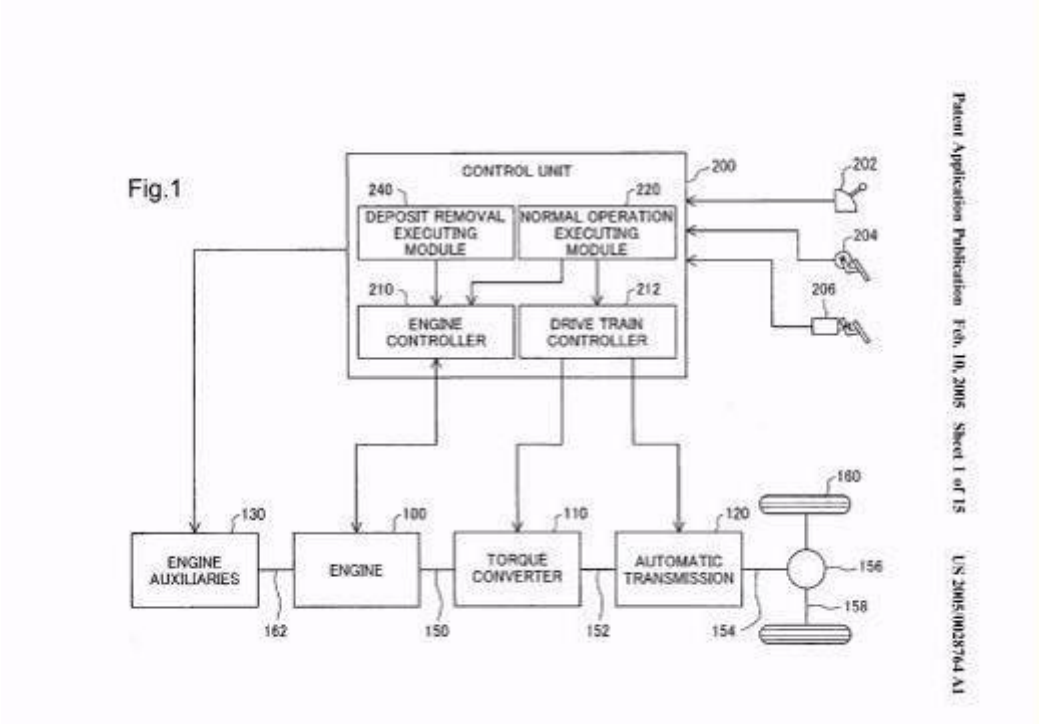 Patent Application Publication Feb. 10, 2005 Sheet 1 of 15 US 2005/0028764 A1
Fig.1
CONTROL UNIT
200
202
240
220
DEPOSIT REMOVAL
EXECUTING
MODULE
NORMAL OPERATION
EXECUTING
MODULE
204
210
212
206
ENGINE
CONTROLLER
DRIVE TRAIN
CONTROLLER
160
130
100
110
120
ENGINE
AUXILIARIES
ENGINE
TORQUE
CONVERTER
AUTOMATIC
TRANSMISSION
156
158
162
150
152
154